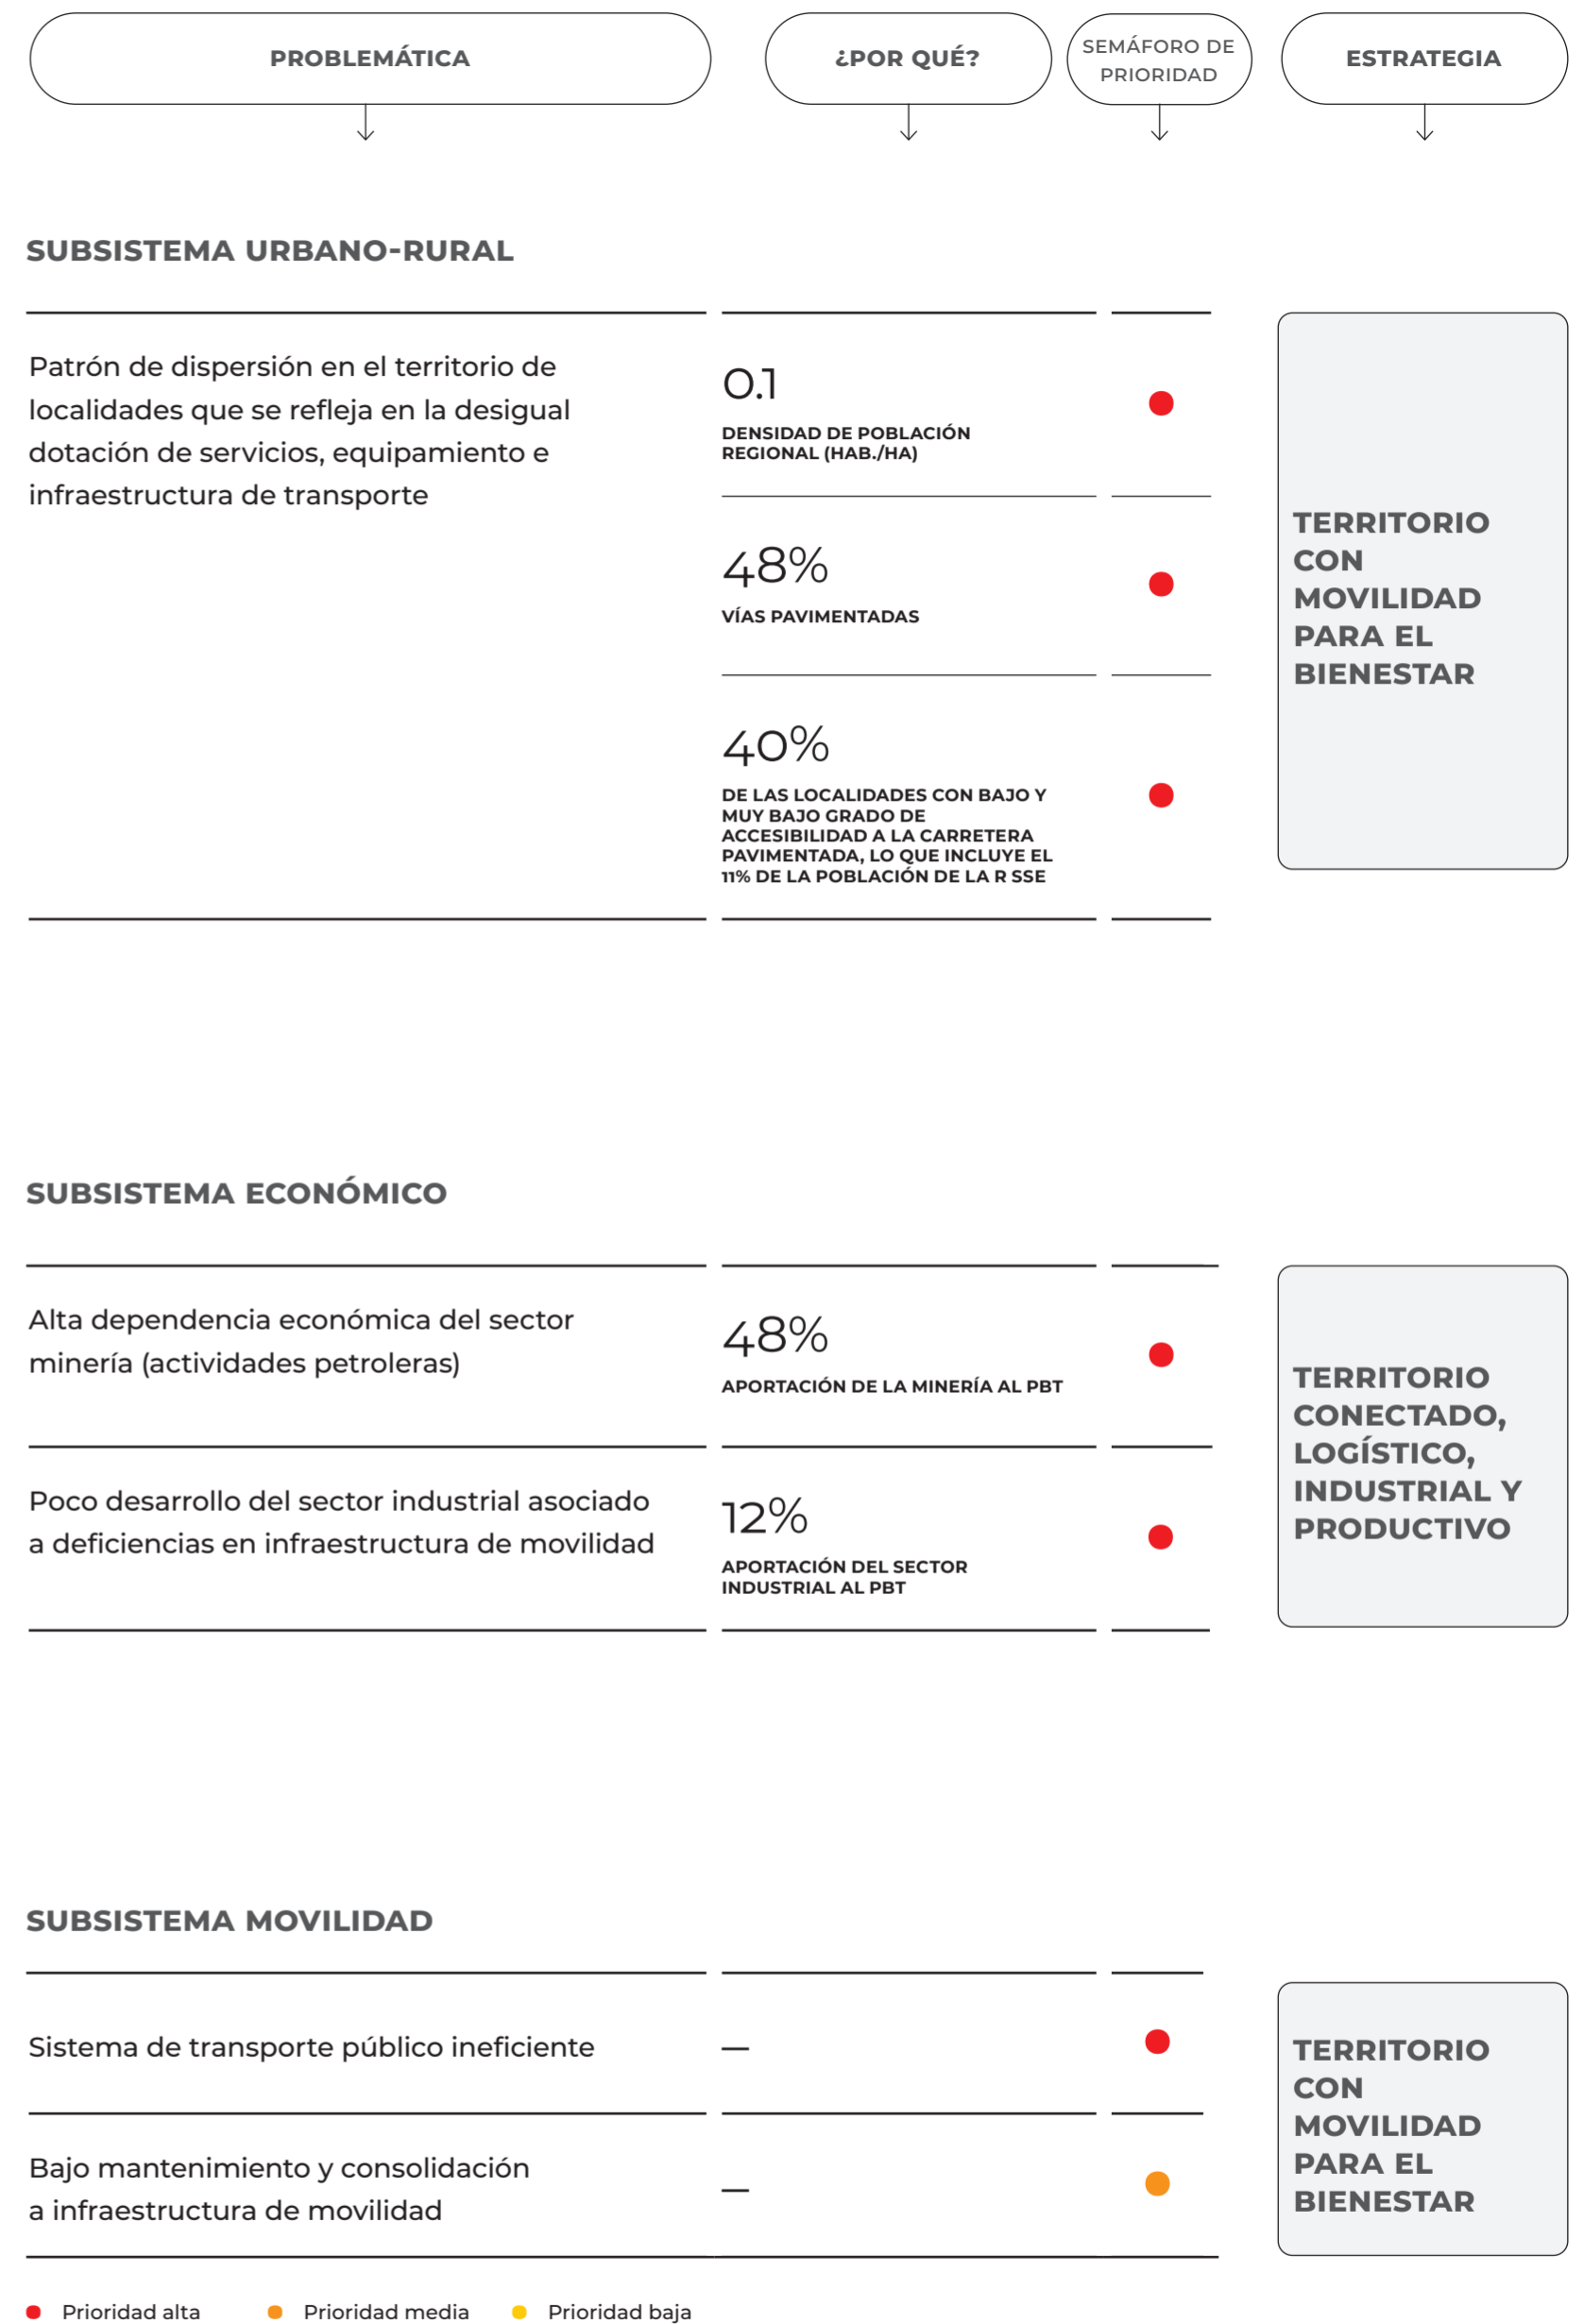 PROBLEMÁTICA
¿POR QUÉ?
SEMÁFORO DE
PRIORIDAD
ESTRATEGIA
SUBSISTEMA URBANO-RURAL
Patrón de dispersión en el territorio de
localidades que se refleja en la desigual
dotación de servicios, equipamiento e
infraestructura de transporte
0.1
DENSIDAD DE POBLACIÓN
REGIONAL (HAB./HA)
48%
VÍAS PAVIMENTADAS
40%
DE LAS LOCALIDADES CON BAJO Y
MUY BAJO GRADO DE
ACCESIBILIDAD A LA CARRETERA
PAVIMENTADA, LO QUE INCLUYE EL
11% DE LA POBLACIÓN DE LA R SSE
TERRITORIO
CON
MOVILIDAD
PARA EL
BIENESTAR
SUBSISTEMA ECONÓMICO
Alta dependencia económica del sector
minería (actividades petroleras)
48%
APORTACIÓN DE LA MINERÍA AL PBT
Poco desarrollo del sector industrial asociado
a deficiencias en infraestructura de movilidad
12%
APORTACIÓN DEL SECTOR
INDUSTRIAL AL PBT
TERRITORIO
CONECTADO,
LOGÍSTICO,
INDUSTRIAL Y
PRODUCTIVO
SUBSISTEMA MOVILIDAD
Sistema de transporte público ineficiente
—
Bajo mantenimiento y consolidación
a infraestructura de movilidad
—
TERRITORIO
CON
MOVILIDAD
PARA EL
BIENESTAR
Prioridad alta
Prioridad media
Prioridad baja